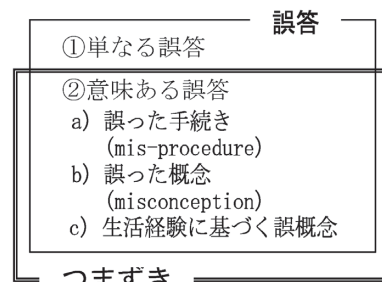 誤答
①単なる誤答
②意味ある誤答
a) 誤った手続き
(mis-procedure)
b) 誤った概念
(misconception)
c) 生活経験に基づく誤概念
つまずき